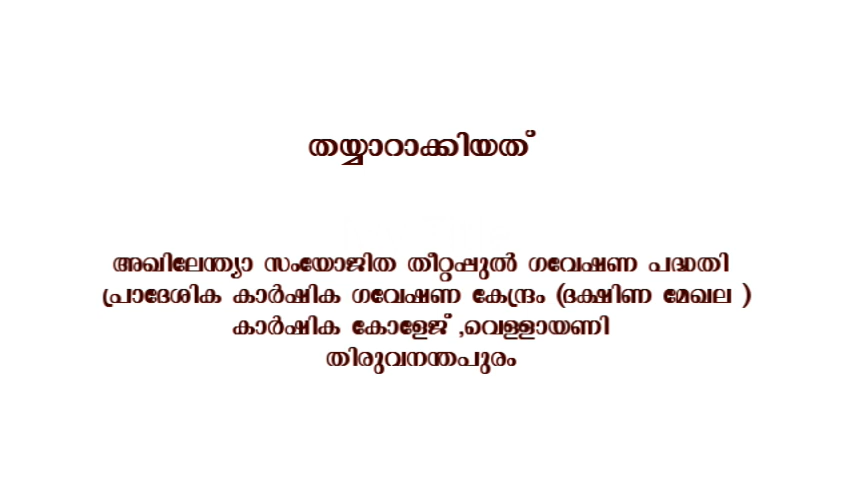 തയ്യാറാക്കിയത്
അഖിലേന്ത്യാ സംയോജിത തീറ്റപ്പുൽ ഗവേഷണ പദ്ധതി
പ്രാദേശിക കാർഷിക ഗവേഷണ കേന്ദ്രം (ദക്ഷിണ മേഖല )
കാർഷിക കോളേജ് ,വെള്ളായണി
തിരുവനന്തപുരം